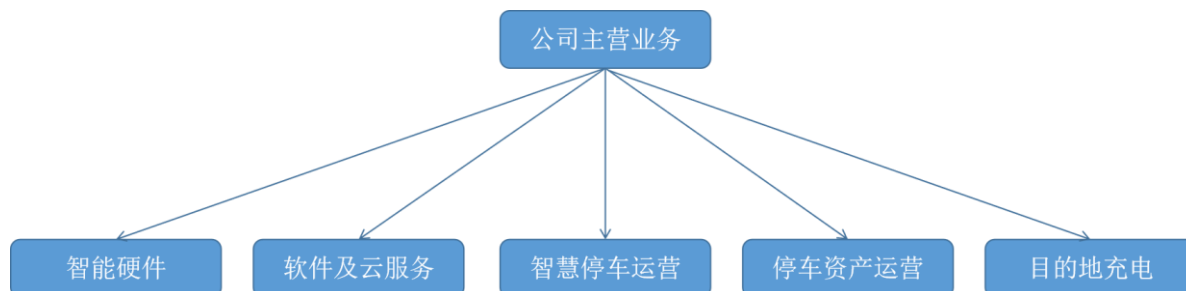 公司主营业务
智能硬件
软件及云服务
智慧停车运营
停车资产运营
目的地充电